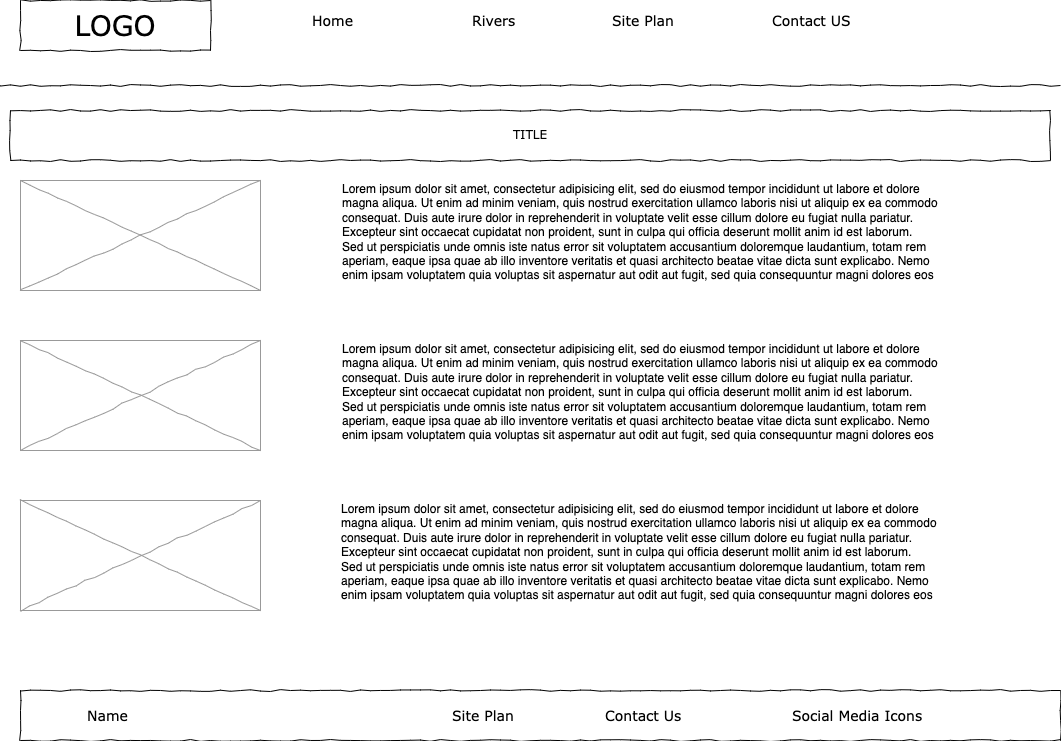 LOGO
Home Rivers Site Plan Contact US
TITLE
Lorem ipsum dolor sit amet, consectetur adipisicing elit, sed do eiusmod tempor incididunt ut labore et dolore
magna aliqua. Ut enim ad minim veniam, quis nostrud exercitation ullamco laboris nisi ut aliquip ex ea commodo
consequat. Duis aute irure dolor in reprehenderit in voluptate velit esse cillum dolore eu fugiat nulla pariatur.
Excepteur sint occaecat cupidatat non proident, sunt in culpa qui officia deserunt mollit anim id est laborum.
Sed ut perspiciatis unde omnis iste natus error sit voluptatem accusantium doloremque laudantium, totam rem
aperiam, eaque ipsa quae ab illo inventore veritatis et quasi architecto beatae vitae dicta sunt explicabo. Nemo
enim ipsam voluptatem quia voluptas sit aspernatur aut odit aut fugit, sed quia consequuntur magni dolores eos
Lorem ipsum dolor sit amet, consectetur adipisicing elit, sed do eiusmod tempor incididunt ut labore et dolore
magna aliqua. Ut enim ad minim veniam, quis nostrud exercitation ullamco laboris nisi ut aliquip ex ea commodo
consequat. Duis aute irure dolor in reprehenderit in voluptate velit esse cillum dolore eu fugiat nulla pariatur.
Excepteur sint occaecat cupidatat non proident, sunt in culpa qui officia deserunt mollit anim id est laborum.
Sed ut perspiciatis unde omnis iste natus error sit voluptatem accusantium doloremque laudantium, totam rem
aperiam, eaque ipsa quae ab illo inventore veritatis et quasi architecto beatae vitae dicta sunt explicabo. Nemo
enim ipsam voluptatem quia voluptas sit aspernatur aut odit aut fugit, sed quia consequuntur magni dolores eos
Lorem ipsum dolor sit amet, consectetur adipisicing elit, sed do eiusmod tempor incididunt ut labore et dolore
magna aliqua. Ut enim ad minim veniam, quis nostrud exercitation ullamco laboris nisi ut aliquip ex ea commodo
consequat. Duis aute irure dolor in reprehenderit in voluptate velit esse cillum dolore eu fugiat nulla pariatur.
Excepteur sint occaecat cupidatat non proident, sunt in culpa qui officia deserunt mollit anim id est laborum.
Sed ut perspiciatis unde omnis iste natus error sit voluptatem accusantium doloremque laudantium, totam rem
aperiam, eaque ipsa quae ab illo inventore veritatis et quasi architecto beatae vitae dicta sunt explicabo. Nemo
enim ipsam voluptatem quia voluptas sit aspernatur aut odit aut fugit, sed quia consequuntur magni dolores eos
Name Site Plan Contact Us Social Media Icons